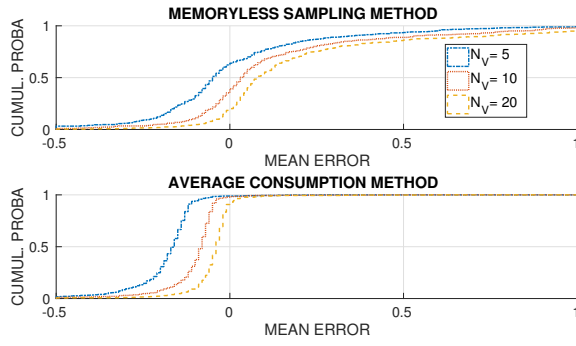 MEMORYLESS SAMPLING METHOD
CUMUL. PROBA
1
0.5
0
-0.5 0 0.5 1
MEAN ERROR
N_V= 5
N_V= 10
N_V= 20
AVERAGE CONSUMPTION METHOD
CUMUL. PROBA
1
0.5
0
-0.5 0 0.5 1
MEAN ERROR